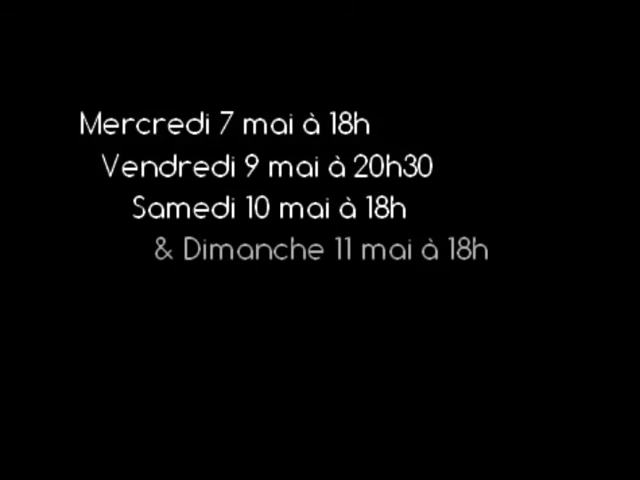 Mercredi 7 mai à 18h
Vendredi 9 mai à 20h30
Samedi 10 mai à 18h
& Dimanche 11 mai à 18h